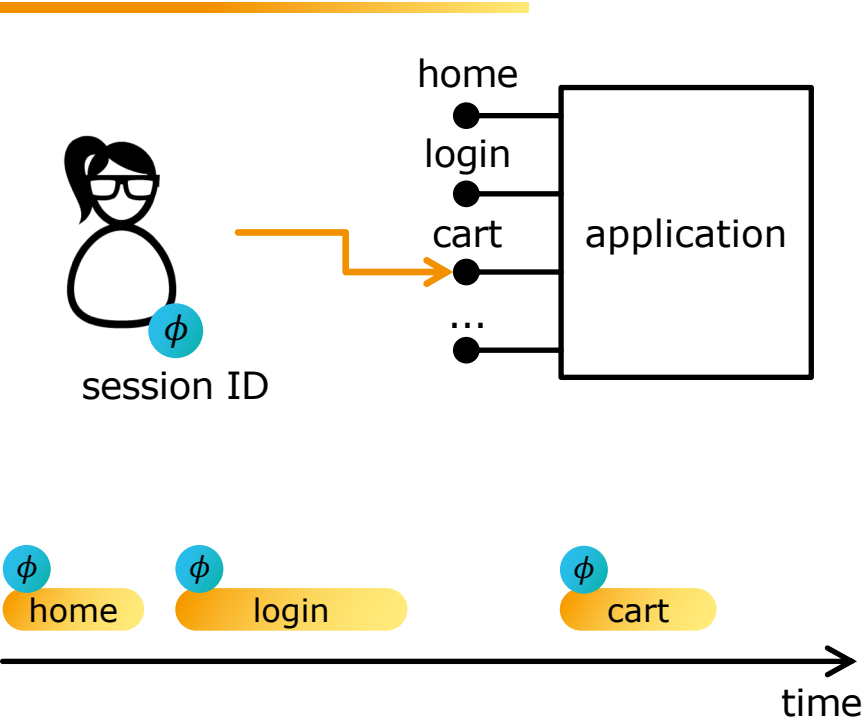 home
login
cart
application
...
ϕ
session ID
ϕ
ϕ
ϕ
home
login
cart
time